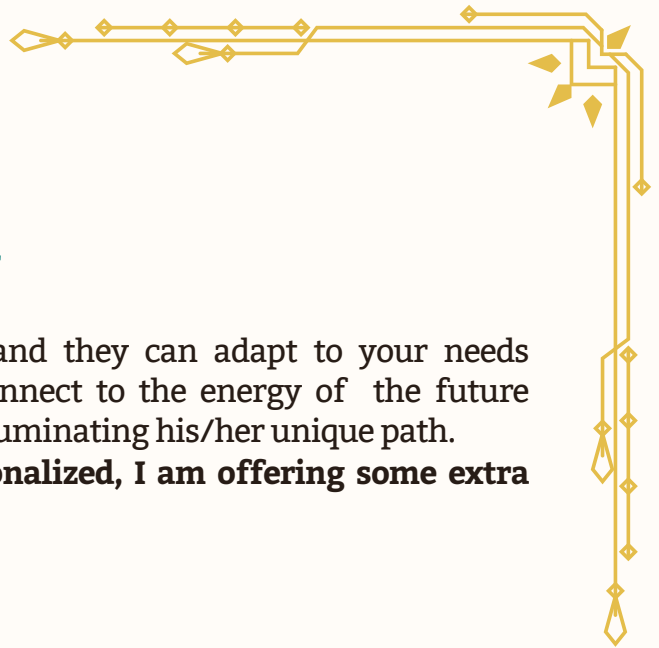 and they can adapt to your needs
nnect to the energy of the future
uminating his/her unique path.
onalized, I am offering some extra